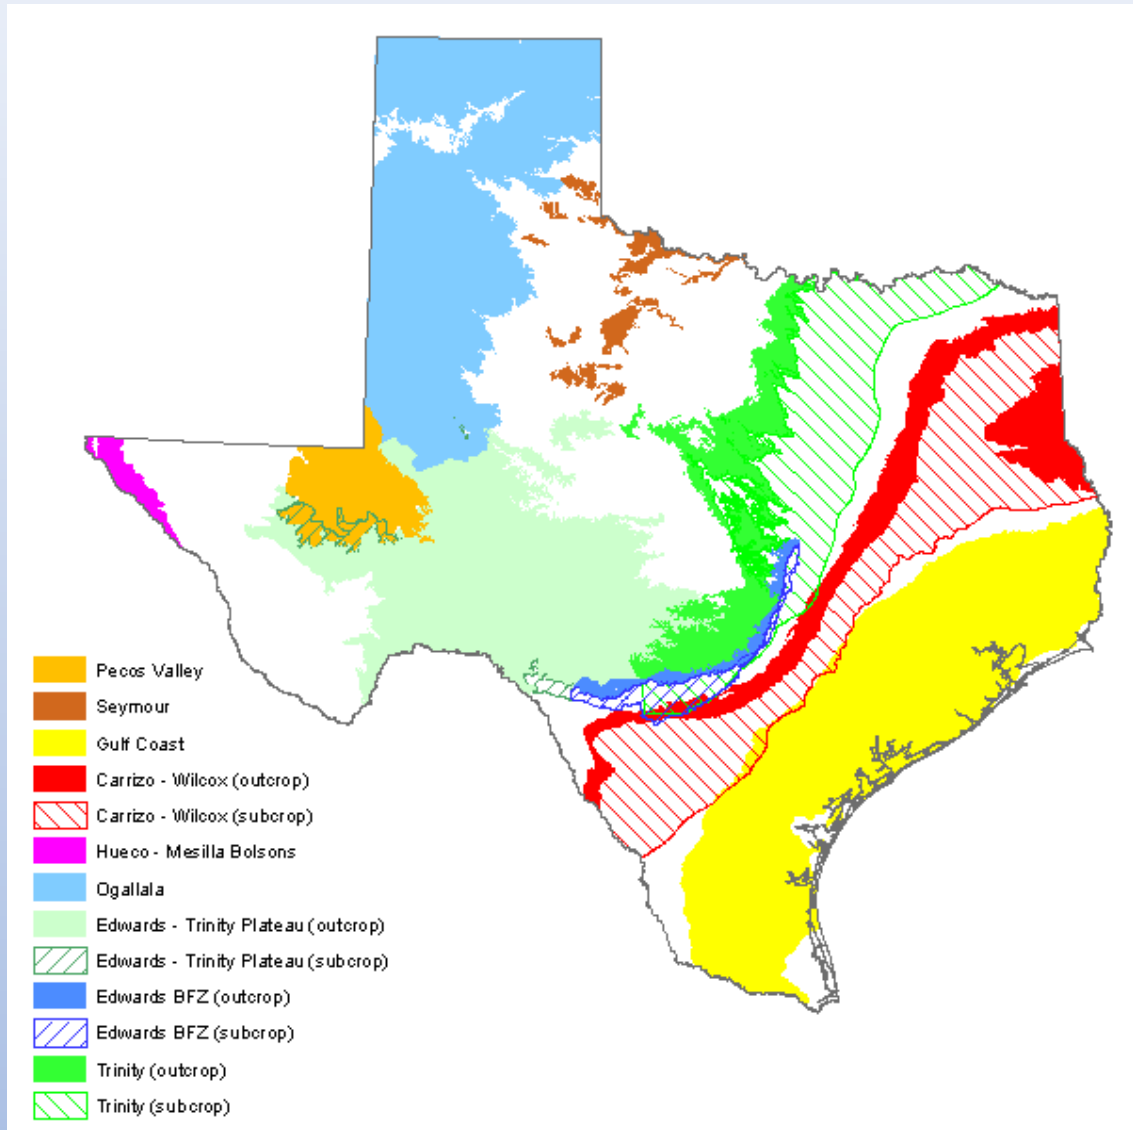 Pecos Valley
Seymour
Gulf Coast
Carrizo - Wilcox (outcrop)
Carrizo - Wilcox (subcrop)
Hueco - Mesilla Bolsons
Ogallala
Edwards - Trinity Plateau (outcrop)
Edwards - Trinity Plateau (subcrop)
Edwards BFZ (outcrop)
Edwards BFZ (subcrop)
Trinity (outcrop)
Trinity (subcrop)